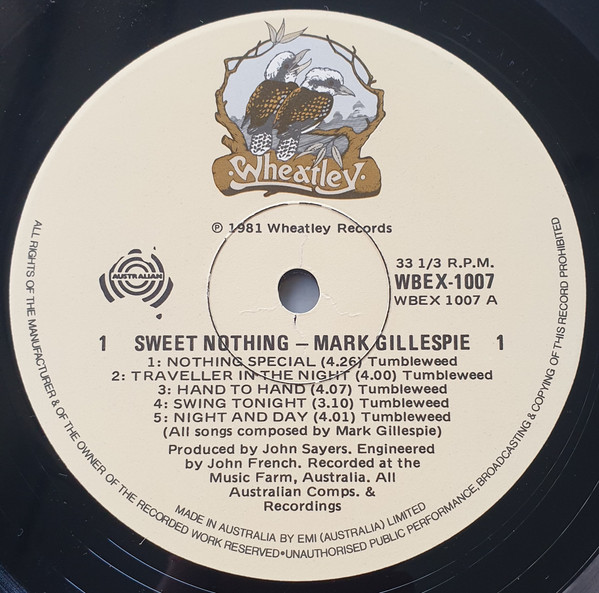 Wheatley
℗ 1981 Wheatley Records
AUSTRALIAN
33 1/3 R.P.M.
WBEX-1007
WBEX 1007 A
1 SWEET NOTHING – MARK GILLESPIE 1
1: NOTHING SPECIAL (4.26) Tumbleweed
2: TRAVELLER IN THE NIGHT (4.00) Tumbleweed
3: HAND TO HAND (4.07) Tumbleweed
4: SWING TONIGHT (3.10) Tumbleweed
5: NIGHT AND DAY (4.01) Tumbleweed
(All songs composed by Mark Gillespie)
Produced by John Sayers. Engineered
by John French. Recorded at the
Music Farm, Australia. All
Australian Comps. &
Recordings
MADE IN AUSTRALIA BY EMI (AUSTRALIA) LIMITED
ALL RIGHTS OF THE MANUFACTURER & OF THE OWNER OF THE RECORDED WORK RESERVED•UNAUTHORISED PUBLIC PERFORMANCE, BROADCASTING & COPYING OF THIS RECORD PROHIBITED